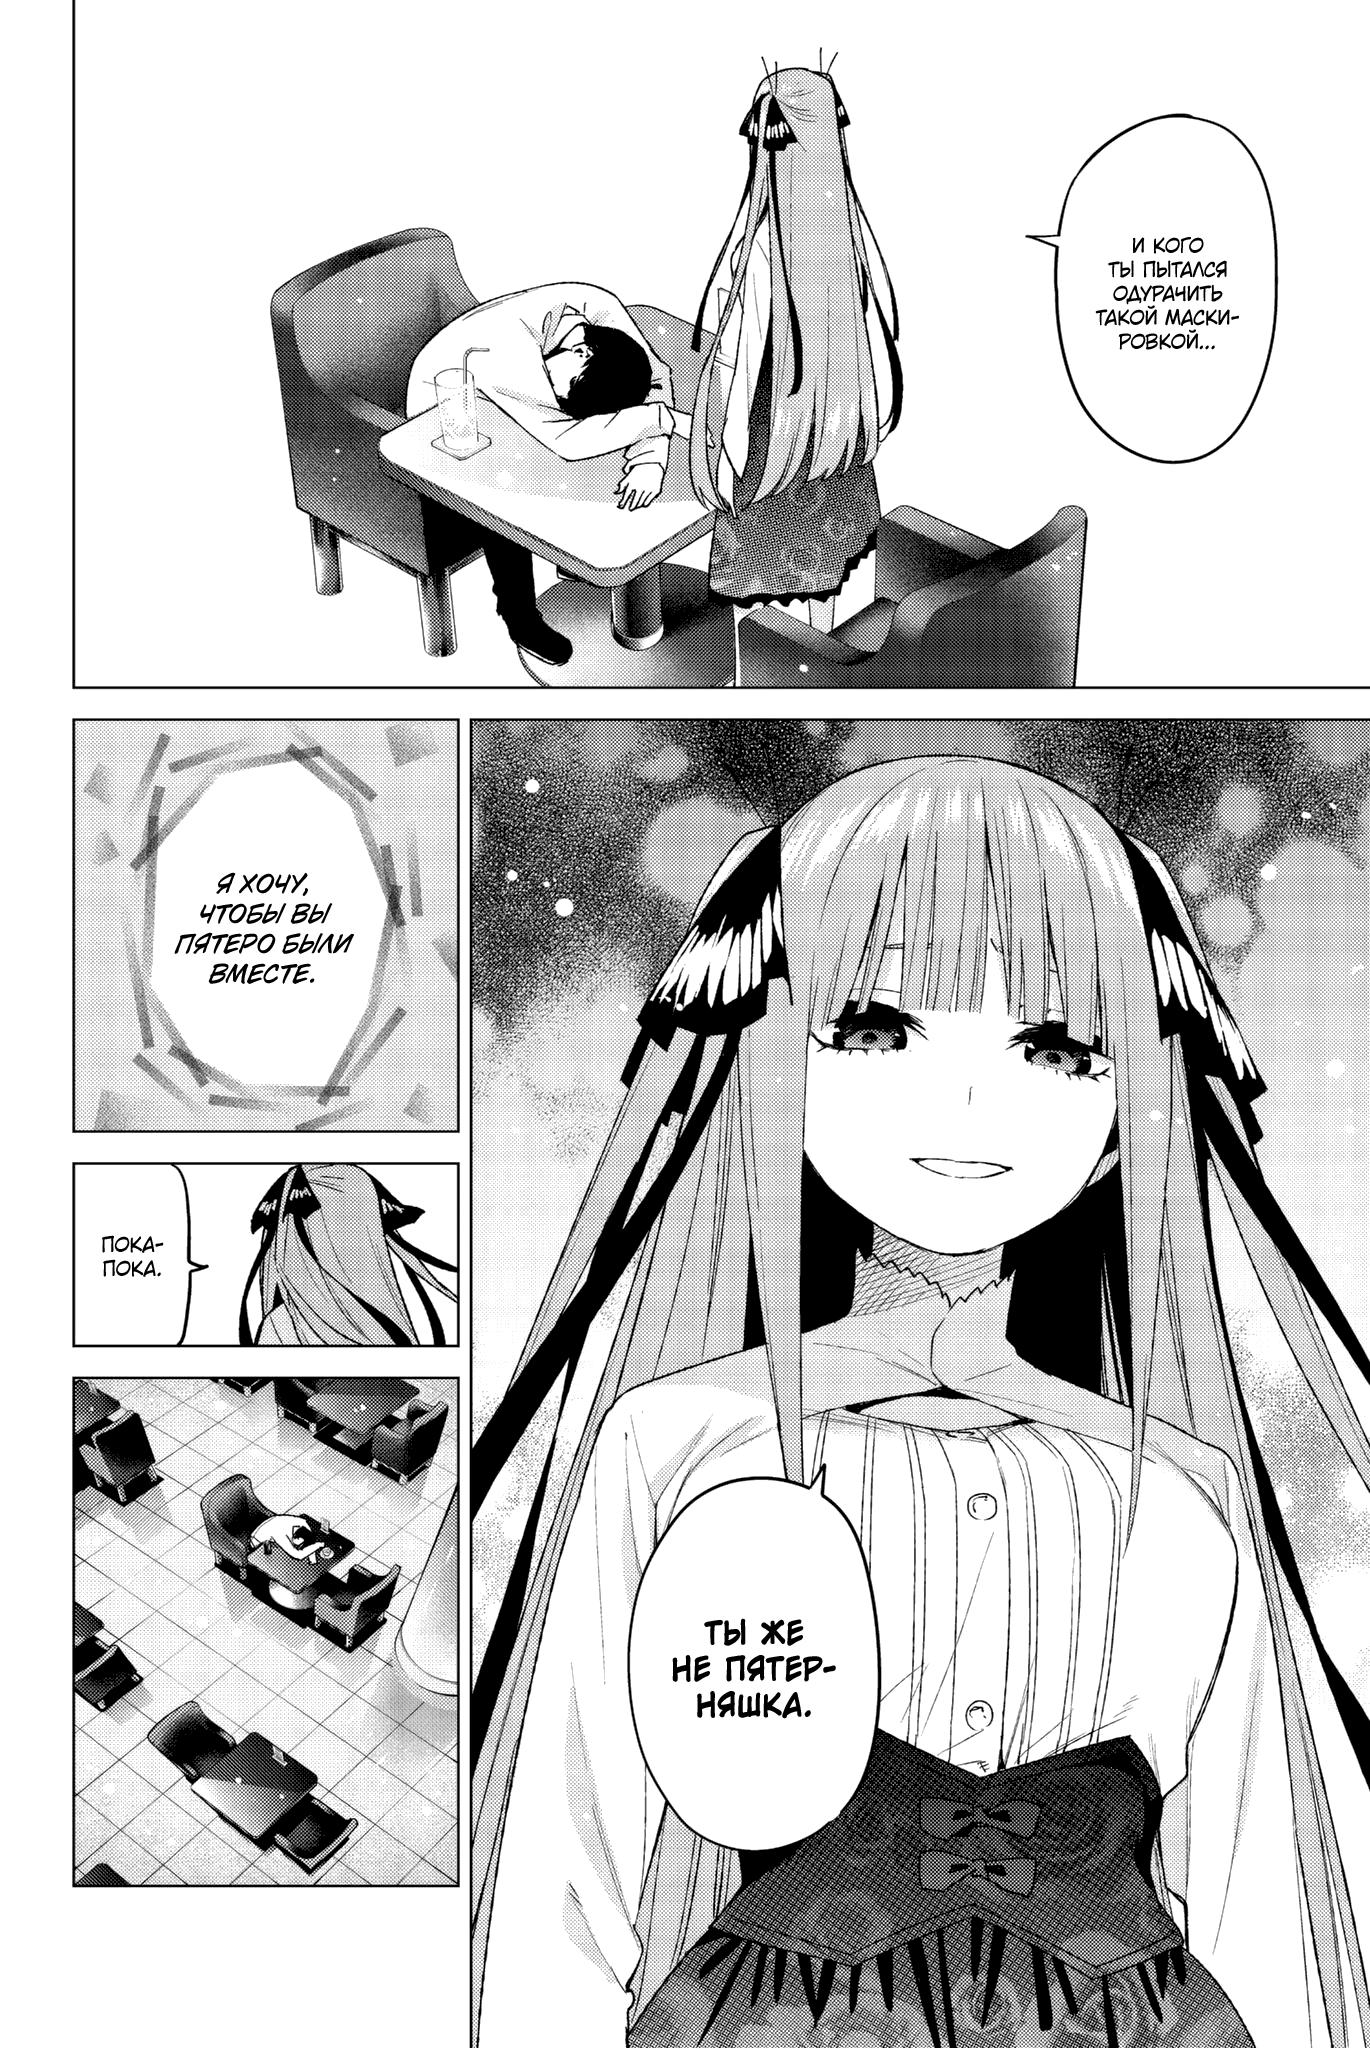 И КОГО
ТЫ ПЫТАЛСЯ
ОДУРАЧИТЬ
ТАКОЙ МАСКИ-
РОВКОЙ...
ТЫ ЖЕ
НЕ ПЯТЕР-
НЯШКА.
Я ХОЧУ,
ЧТОБЫ ВЫ
ПЯТЕРО БЫЛИ
ВМЕСТЕ.
ПОКА-
ПОКА.